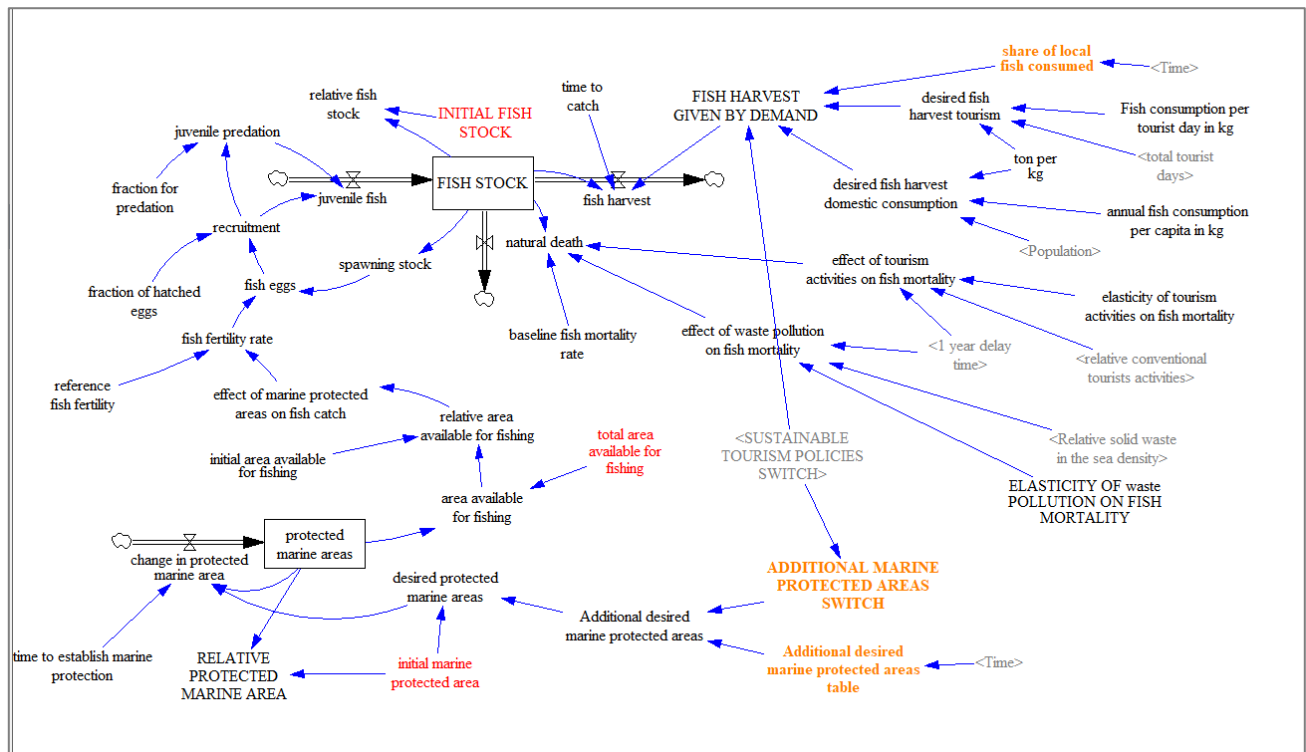 share of local
fish consumed
<Time>
relative fish
stock
INITIAL FISH
STOCK
time to
catch
FISH HARVEST
GIVEN BY DEMAND
desired fish
harvest tourism
Fish consumption per
tourist day in kg
juvenile predation
ton per
kg
<total tourist
days>
fraction for
predation
juvenile fish
FISH STOCK
fish harvest
desired fish harvest
domestic consumption
annual fish consumption
per capita in kg
recruitment
natural death
<Population>
spawning stock
effect of tourism
activities on fish mortality
fraction of hatched
eggs
fish eggs
elasticity of tourism
activities on fish mortality
fish fertility rate
baseline fish mortality
rate
effect of waste pollution
on fish mortality
<1 year delay
time>
<relative conventional
tourists activities>
reference
fish fertility
effect of marine protected
areas on fish catch
relative area
available for fishing
initial area available
for fishing
total area
available for
fishing
<SUSTAINABLE
TOURISM POLICIES
SWITCH>
<Relative solid waste
in the sea density>
ELASTICITY OF waste
POLLUTION ON FISH
MORTALITY
area available
for fishing
protected
marine areas
change in protected
marine area
desired protected
marine areas
ADDITIONAL MARINE
PROTECTED AREAS
SWITCH
Additional desired
marine protected areas
time to establish marine
protection
RELATIVE
PROTECTED
MARINE AREA
initial marine
protected area
Additional desired
marine protected areas
table
<Time>